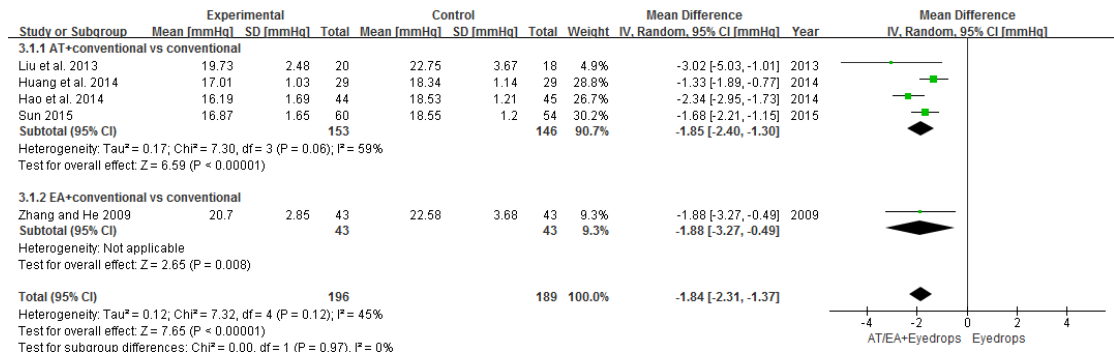 Experimental Control Mean Difference Mean Difference
Study or Subgroup Mean [mmHg] SD [mmHg] Total Mean [mmHg] SD [mmHg] Total Weight IV, Random, 95% CI [mmHg] Year IV, Random, 95% CI [mmHg]
3.1.1 AT+conventional vs conventional
Liu et al. 2013 19.73 2.48 20 22.75 3.67 18 4.9% -3.02 [-5.03, -1.01] 2013
Huang et al. 2014 17.01 1.03 29 18.34 1.14 29 28.8% -1.33 [-1.89, -0.77] 2014
Hao et al. 2014 16.19 1.69 44 18.53 1.21 45 26.7% -2.34 [-2.95, -1.73] 2014
Sun 2015 16.87 1.65 60 18.55 1.2 54 30.2% -1.68 [-2.21, -1.15] 2015
Subtotal (95% CI) 153 146 90.7% -1.85 [-2.40, -1.30]
Heterogeneity: Tau² = 0.17; Chi² = 7.30, df = 3 (P = 0.06); I² = 59%
Test for overall effect: Z = 6.59 (P < 0.00001)
3.1.2 EA+conventional vs conventional
Zhang and He 2009 20.7 2.85 43 22.58 3.68 43 9.3% -1.88 [-3.27, -0.49] 2009
Subtotal (95% CI) 43 43 9.3% -1.88 [-3.27, -0.49]
Heterogeneity: Not applicable
Test for overall effect: Z = 2.65 (P = 0.008)
Total (95% CI) 196 189 100.0% -1.84 [-2.31, -1.37]
Heterogeneity: Tau² = 0.12; Chi² = 7.32, df = 4 (P = 0.12); I² = 45%
Test for overall effect: Z = 7.65 (P < 0.00001)
Test for subgroup differences: Chi² = 0.00, df = 1 (P = 0.97), I² = 0%
-4 -2 0 2 4
AT/EA+Eyedrops Eyedrops